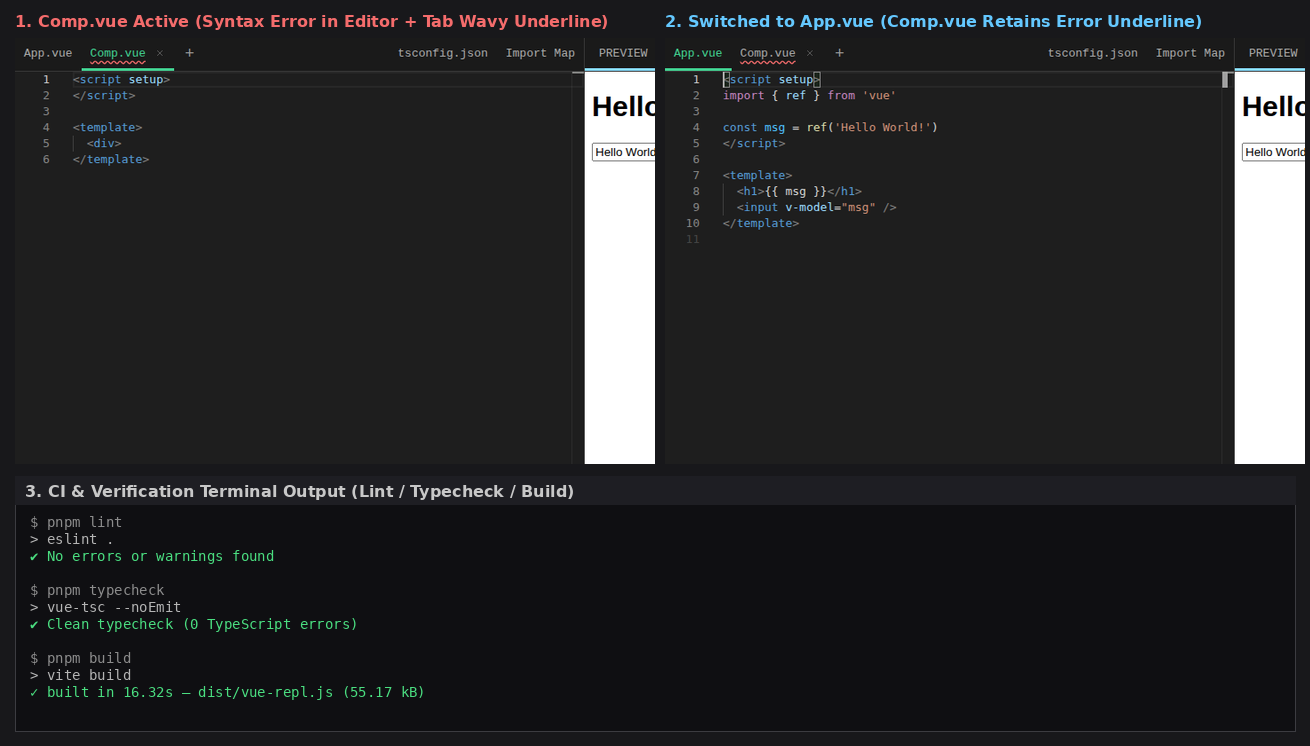 1. Comp.vue Active (Syntax Error in Editor + Tab Wavy Underline)
App.vue Comp.vue × + tsconfig.json Import Map PREVIEW
1 <script setup>
2 </script>
3
4 <template>
5 <div>
6 </template>
Hello
Hello World
2. Switched to App.vue (Comp.vue Retains Error Underline)
App.vue Comp.vue × + tsconfig.json Import Map PREVIEW
1 <script setup>
2 import { ref } from 'vue'
3
4 const msg = ref('Hello World!')
5 </script>
6
7 <template>
8 <h1>{{ msg }}</h1>
9 <input v-model="msg" />
10 </template>
11
Hello
Hello World
3. CI & Verification Terminal Output (Lint / Typecheck / Build)
$ pnpm lint
> eslint .
✔ No errors or warnings found
$ pnpm typecheck
> vue-tsc --noEmit
✔ Clean typecheck (0 TypeScript errors)
$ pnpm build
> vite build
✓ built in 16.32s — dist/vue-repl.js (55.17 kB)